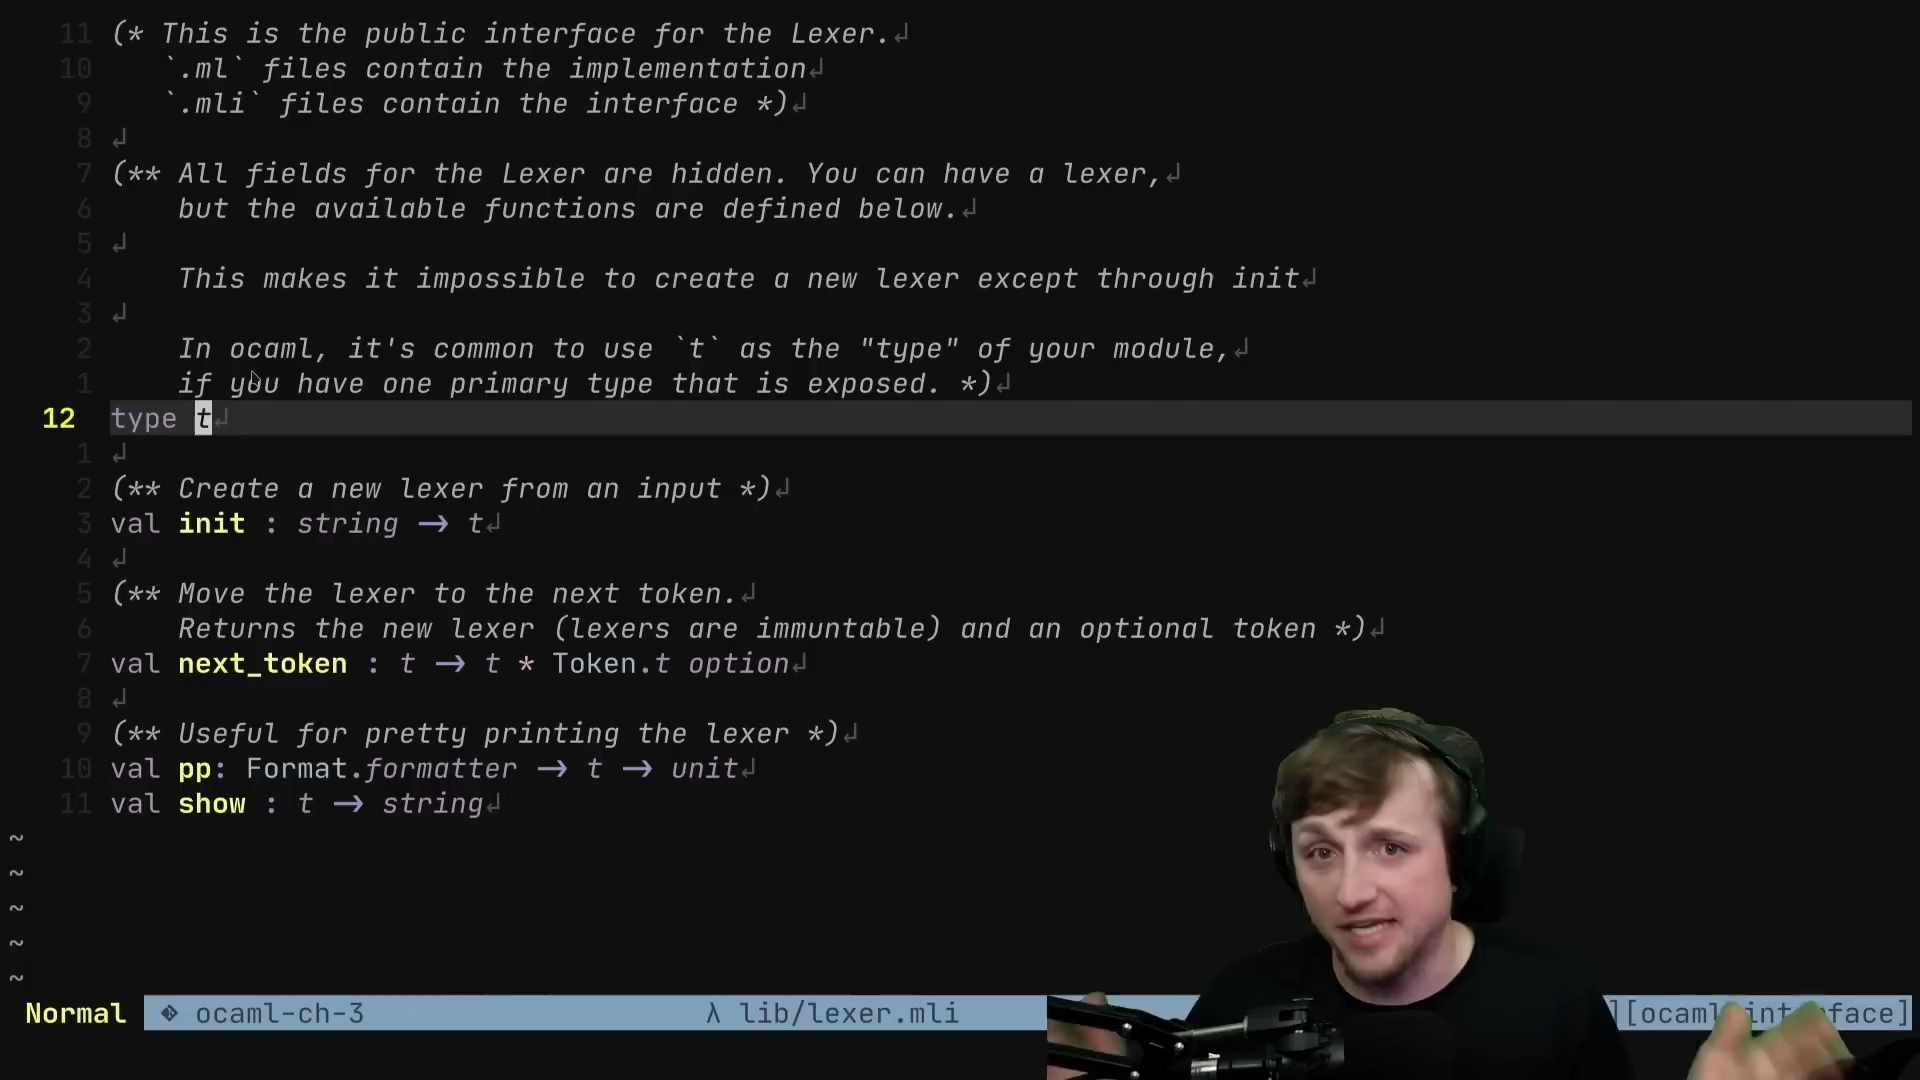 11 (* This is the public interface for the Lexer.↲
10 `.ml` files contain the implementation↲
9 `.mli` files contain the interface *)↲
8 ↲
7 (** All fields for the Lexer are hidden. You can have a lexer,↲
6 but the available functions are defined below.↲
5 ↲
4 This makes it impossible to create a new lexer except through init↲
3 ↲
2 In ocaml, it's common to use `t` as the "type" of your module,↲
1 if you have one primary type that is exposed. *)↲
12 type t↲
1 ↲
2 (** Create a new lexer from an input *)↲
3 val init : string → t↲
4 ↲
5 (** Move the lexer to the next token.↲
6 Returns the new lexer (lexers are immuntable) and an optional token *)↲
7 val next_token : t → t * Token.t option↲
8 ↲
9 (** Useful for pretty printing the lexer *)↲
10 val pp: Format.formatter → t → unit↲
11 val show : t → string↲
~
~
~
~
~
Normal ocaml-ch-3 λ lib/lexer.mli ][ocaml